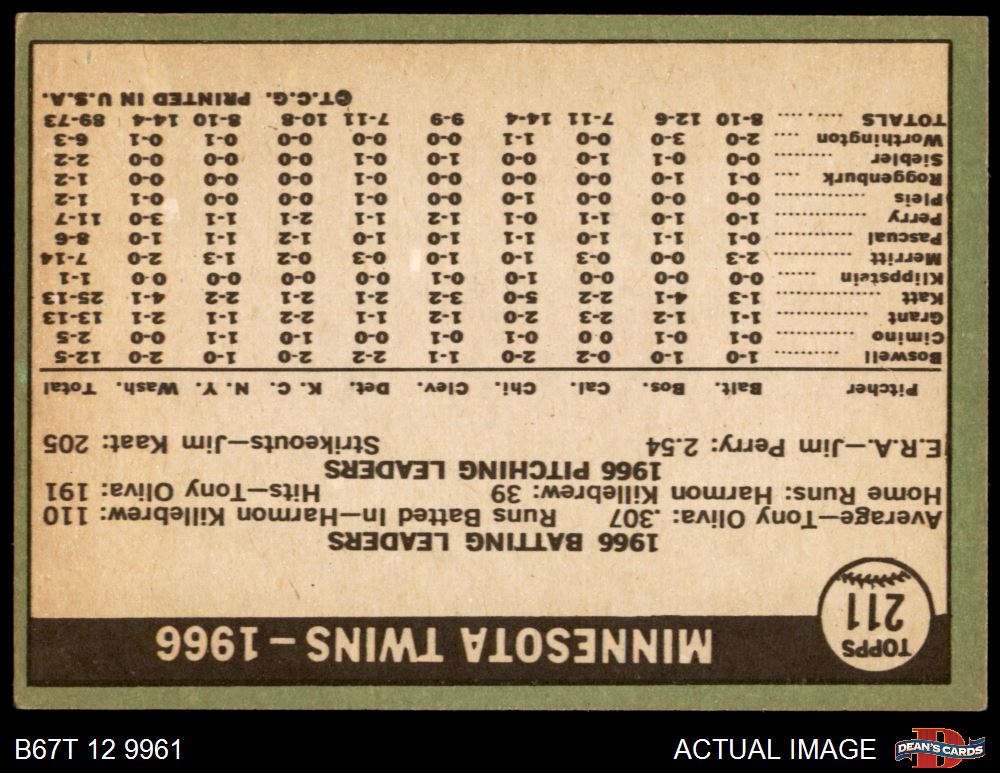 TOPPS
211
MINNESOTA TWINS – 1966
1966 BATTING LEADERS
Average—Tony Oliva: .307 Runs Batted In—Harmon Killebrew: 110
Home Runs: Harmon Killebrew: 39 Hits—Tony Oliva: 191
1966 PITCHING LEADERS
E.R.A.—Jim Perry: 2.54 Strikeouts—Jim Kaat: 205
Pitcher Balt. Bos. Cal. Chi. Clev. Det. K. C. N. Y. Wash. Total
Boswell 1-0 1-0 0-2 2-0 1-1 2-2 2-0 1-0 2-0 12-5
Cimino 0-1 0-1 0 0 0-1 1-0 0-1 0-0 1-1 0-0 2-5
Grant 1-1 1-2 2-3 2-0 1-2 1-1 2-2 1-1 2-1 13-13
Katt 1-3 4-1 2-2 5-0 3-2 2-1 2-1 2-2 4-1 25-13
Klippstein 0-1 0-0 0-0 0-0 0-0 0-0 0-0 1-0 0-0 1-1
Merritt 2-3 0-0 0-3 0-1 1-0 0-3 1-0 1-3 2-0 7-14
Pascual 0-1 1-1 1-0 1-1 1-0 1-0 1-2 1-1 1-0 8-6
Perry 1-0 0-1 1-1 1-0 1-2 1-1 2-1 1-1 3-0 11-7
Pleis 0-0 0-0 0-0 1-0 0-1 0-0 0-0 0-0 0-1 1-2
Roggenburk 0-1 1-0 0-0 0-0 0-0 0-1 0-0 0-0 0-0 1-2
Siebler 0-0 1-0 1-0 0-0 0-1 0-1 0-0 0-0 0-0 2-2
Worthington 2-0 3-0 0-0 1-1 0-0 0-0 0-0 0-1 0-1 6-3
TOTALS 8-10 12-6 7-11 14-4 9-9 7-11 10-8 8-10 14-4 89-73
©T.C.G. PRINTED IN U.S.A.
B67T 12 9961
ACTUAL IMAGE
DEAN'S CARDS